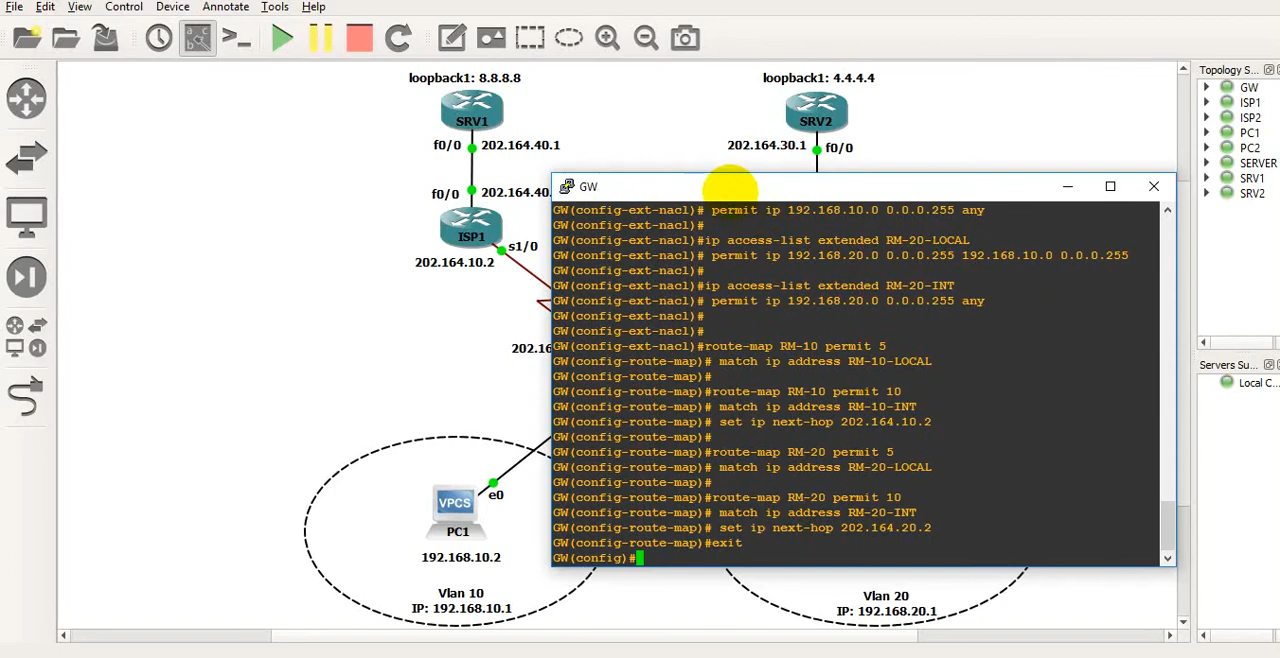 File Edit View Control Device Annotate Tools Help
loopback1: 8.8.8.8
loopback1: 4.4.4.4
SRV1
SRV2
f0/0 202.164.40.1
202.164.30.1 f0/0
f0/0 202.164.40.
ISP1
s1/0
202.164.10.2
202.16
GW
GW(config-ext-nacl)# permit ip 192.168.10.0 0.0.0.255 any
GW(config-ext-nacl)#
GW(config-ext-nacl)#ip access-list extended RM-20-LOCAL
GW(config-ext-nacl)# permit ip 192.168.20.0 0.0.0.255 192.168.10.0 0.0.0.255
GW(config-ext-nacl)#
GW(config-ext-nacl)#ip access-list extended RM-20-INT
GW(config-ext-nacl)# permit ip 192.168.20.0 0.0.0.255 any
GW(config-ext-nacl)#
GW(config-ext-nacl)#
GW(config-ext-nacl)#route-map RM-10 permit 5
GW(config-route-map)# match ip address RM-10-LOCAL
GW(config-route-map)#
GW(config-route-map)#route-map RM-10 permit 10
GW(config-route-map)# match ip address RM-10-INT
GW(config-route-map)# set ip next-hop 202.164.10.2
GW(config-route-map)#
GW(config-route-map)#route-map RM-20 permit 5
GW(config-route-map)# match ip address RM-20-LOCAL
GW(config-route-map)#
GW(config-route-map)#route-map RM-20 permit 10
GW(config-route-map)# match ip address RM-20-INT
GW(config-route-map)# set ip next-hop 202.164.20.2
GW(config-route-map)#exit
GW(config)#
e0
VPCS
PC1
192.168.10.2
Vlan 10
IP: 192.168.10.1
Vlan 20
IP: 192.168.20.1
Topology S...
GW
ISP1
ISP2
PC1
PC2
SERVER
SRV1
SRV2
Servers Su...
Local C...